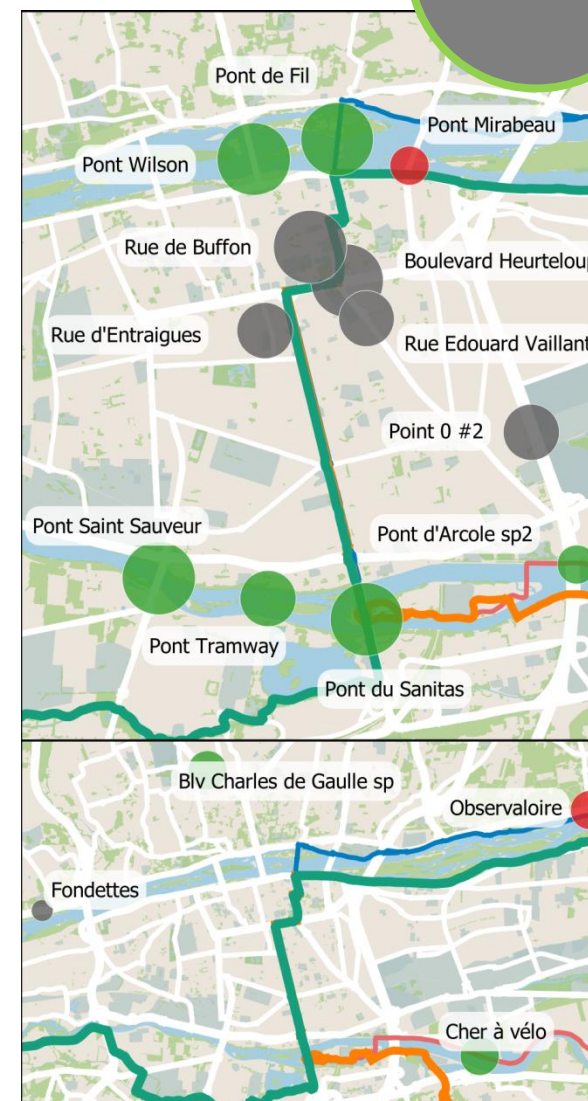 Pont de Fil
Pont Mirabeau
Pont Wilson
Rue de Buffon
Boulevard Heurteloup
Rue d'Entraigues
Rue Edouard Vaillant
Point 0 #2
Pont Saint Sauveur
Pont d'Arcole sp2
Pont Tramway
Pont du Sanitas
Blv Charles de Gaulle sp
Observaloire
Fondettes
Cher à vélo